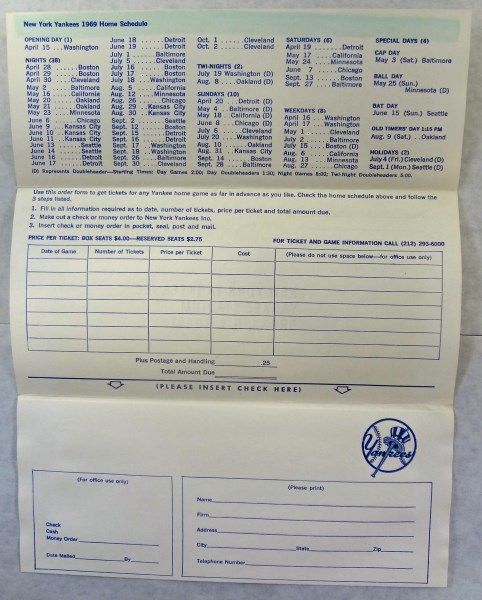 New York Yankees 1969 Home Schedule
OPENING DAY (1)
April 15 ...Washington
NIGHTS (38)
April 28 ......Boston
April 29 ......Boston
April 30 ....Cleveland
May 2 ......Baltimore
May 16 .....California
May 20 ......Oakland
May 21 ......Oakland
May 23 .....Minnesota
June 6 .......Chicago
June 9 ...Kansas City
June 10 ..Kansas City
June 11 ..Kansas City
June 13 .......Seattle
June 14 .......Seattle
June 16 .......Detroit
June 17 .......Detroit
June 18 .......Detroit
June 19 .......Detroit
July 1 ......Baltimore
July 5 ......Cleveland
July 16 .......Boston
July 17 .......Boston
July 18 .......Boston
Aug. 5 .....California
Aug. 12 ....Minnesota
Aug. 26 ......Chicago
Aug. 29 ..Kansas City
Aug. 30 ..Kansas City
Sept. 2 .......Seattle
Sept. 12 ......Boston
Sept. 15 ......Detroit
Sept. 16 ......Detroit
Sept. 17 ..Washington
Sept. 18 ..Washington
Sept. 26 ....Baltimore
Sept. 30 ....Cleveland
Oct. 1 ......Cleveland
Oct. 2 ......Cleveland
TWI-NIGHTS (2)
July 19 Washington (D)
Aug. 8 ....Oakland (D)
SUNDAYS (10)
April 20 ...Detroit (D)
May 4 ...Baltimore (D)
May 18 ..California (D)
June 8 ....Chicago (D)
July 6 ......Cleveland
July 20 ....Washington
Aug. 10 .......Oakland
Aug. 31 ...Kansas City
Sept. 14 .......Boston
Sept. 28 .....Baltimore
SATURDAYS (6)
April 19 .......Detroit
May 17 .....California
May 24 .....Minnesota
June 7 .......Chicago
Sept. 13 .......Boston
Sept. 27 .....Baltimore
WEEKDAYS (8)
April 16 ....Washington
April 17 ....Washington
May 1 ......Cleveland
July 2 ......Baltimore
July 15 .....Boston (D)
Aug. 6 ......California
Aug. 13 .....Minnesota
Aug. 27 .......Chicago
SPECIAL DAYS (4)
CAP DAY
May 3 (Sat.) Baltimore
BALL DAY
May 25 (Sun.)
Minnesota (D)
BAT DAY
June 15 (Sun.) Seattle
OLD TIMERS' DAY 1:15 PM
Aug. 9 (Sat.) .Oakland
HOLIDAYS (2)
July 4 (Fri.) Cleveland (D)
Sept. 1 (Mon.) Seattle (D)
(D) Represents Doubleheader—Starting Times: Day Games 2:00; Day Doubleheaders 1:30; Night Games 8:00; Twi-Night Doubleheaders 6:00.
Use this order form to get tickets for any Yankee home game as far in advance as you like. Check the home schedule above and follow the
3 steps listed.
1. Fill in all information required as to date, number of tickets, price per ticket and total amount due.
2. Make out a check or money order to New York Yankees Inc.
3. Insert check or money order in pocket, seal, post and mail.
PRICE PER TICKET: BOX SEATS $4.00—RESERVED SEATS $2.75
FOR TICKET AND GAME INFORMATION CALL (212) 293-6000
Date of Game
Number of Tickets
Price per Ticket
Cost
(Please do not use space below—for office use only)
Plus Postage and Handling .25
Total Amount Due
(PLEASE INSERT CHECK HERE)
Yankees
(For office use only)
Check
Cash
Money Order
Date Mailed By
(Please print)
Name
Firm
Address
City State Zip
Telephone Number